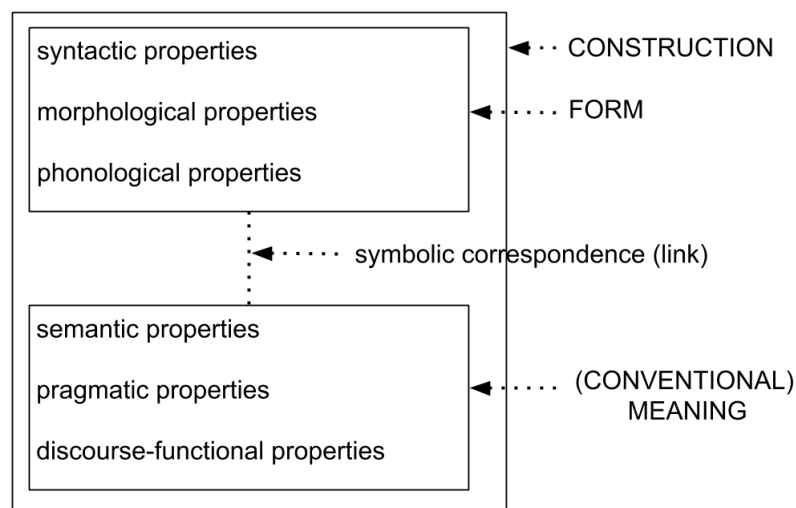 syntactic properties
CONSTRUCTION
morphological properties
FORM
phonological properties
symbolic correspondence (link)
semantic properties
pragmatic properties
(CONVENTIONAL)
MEANING
discourse-functional properties